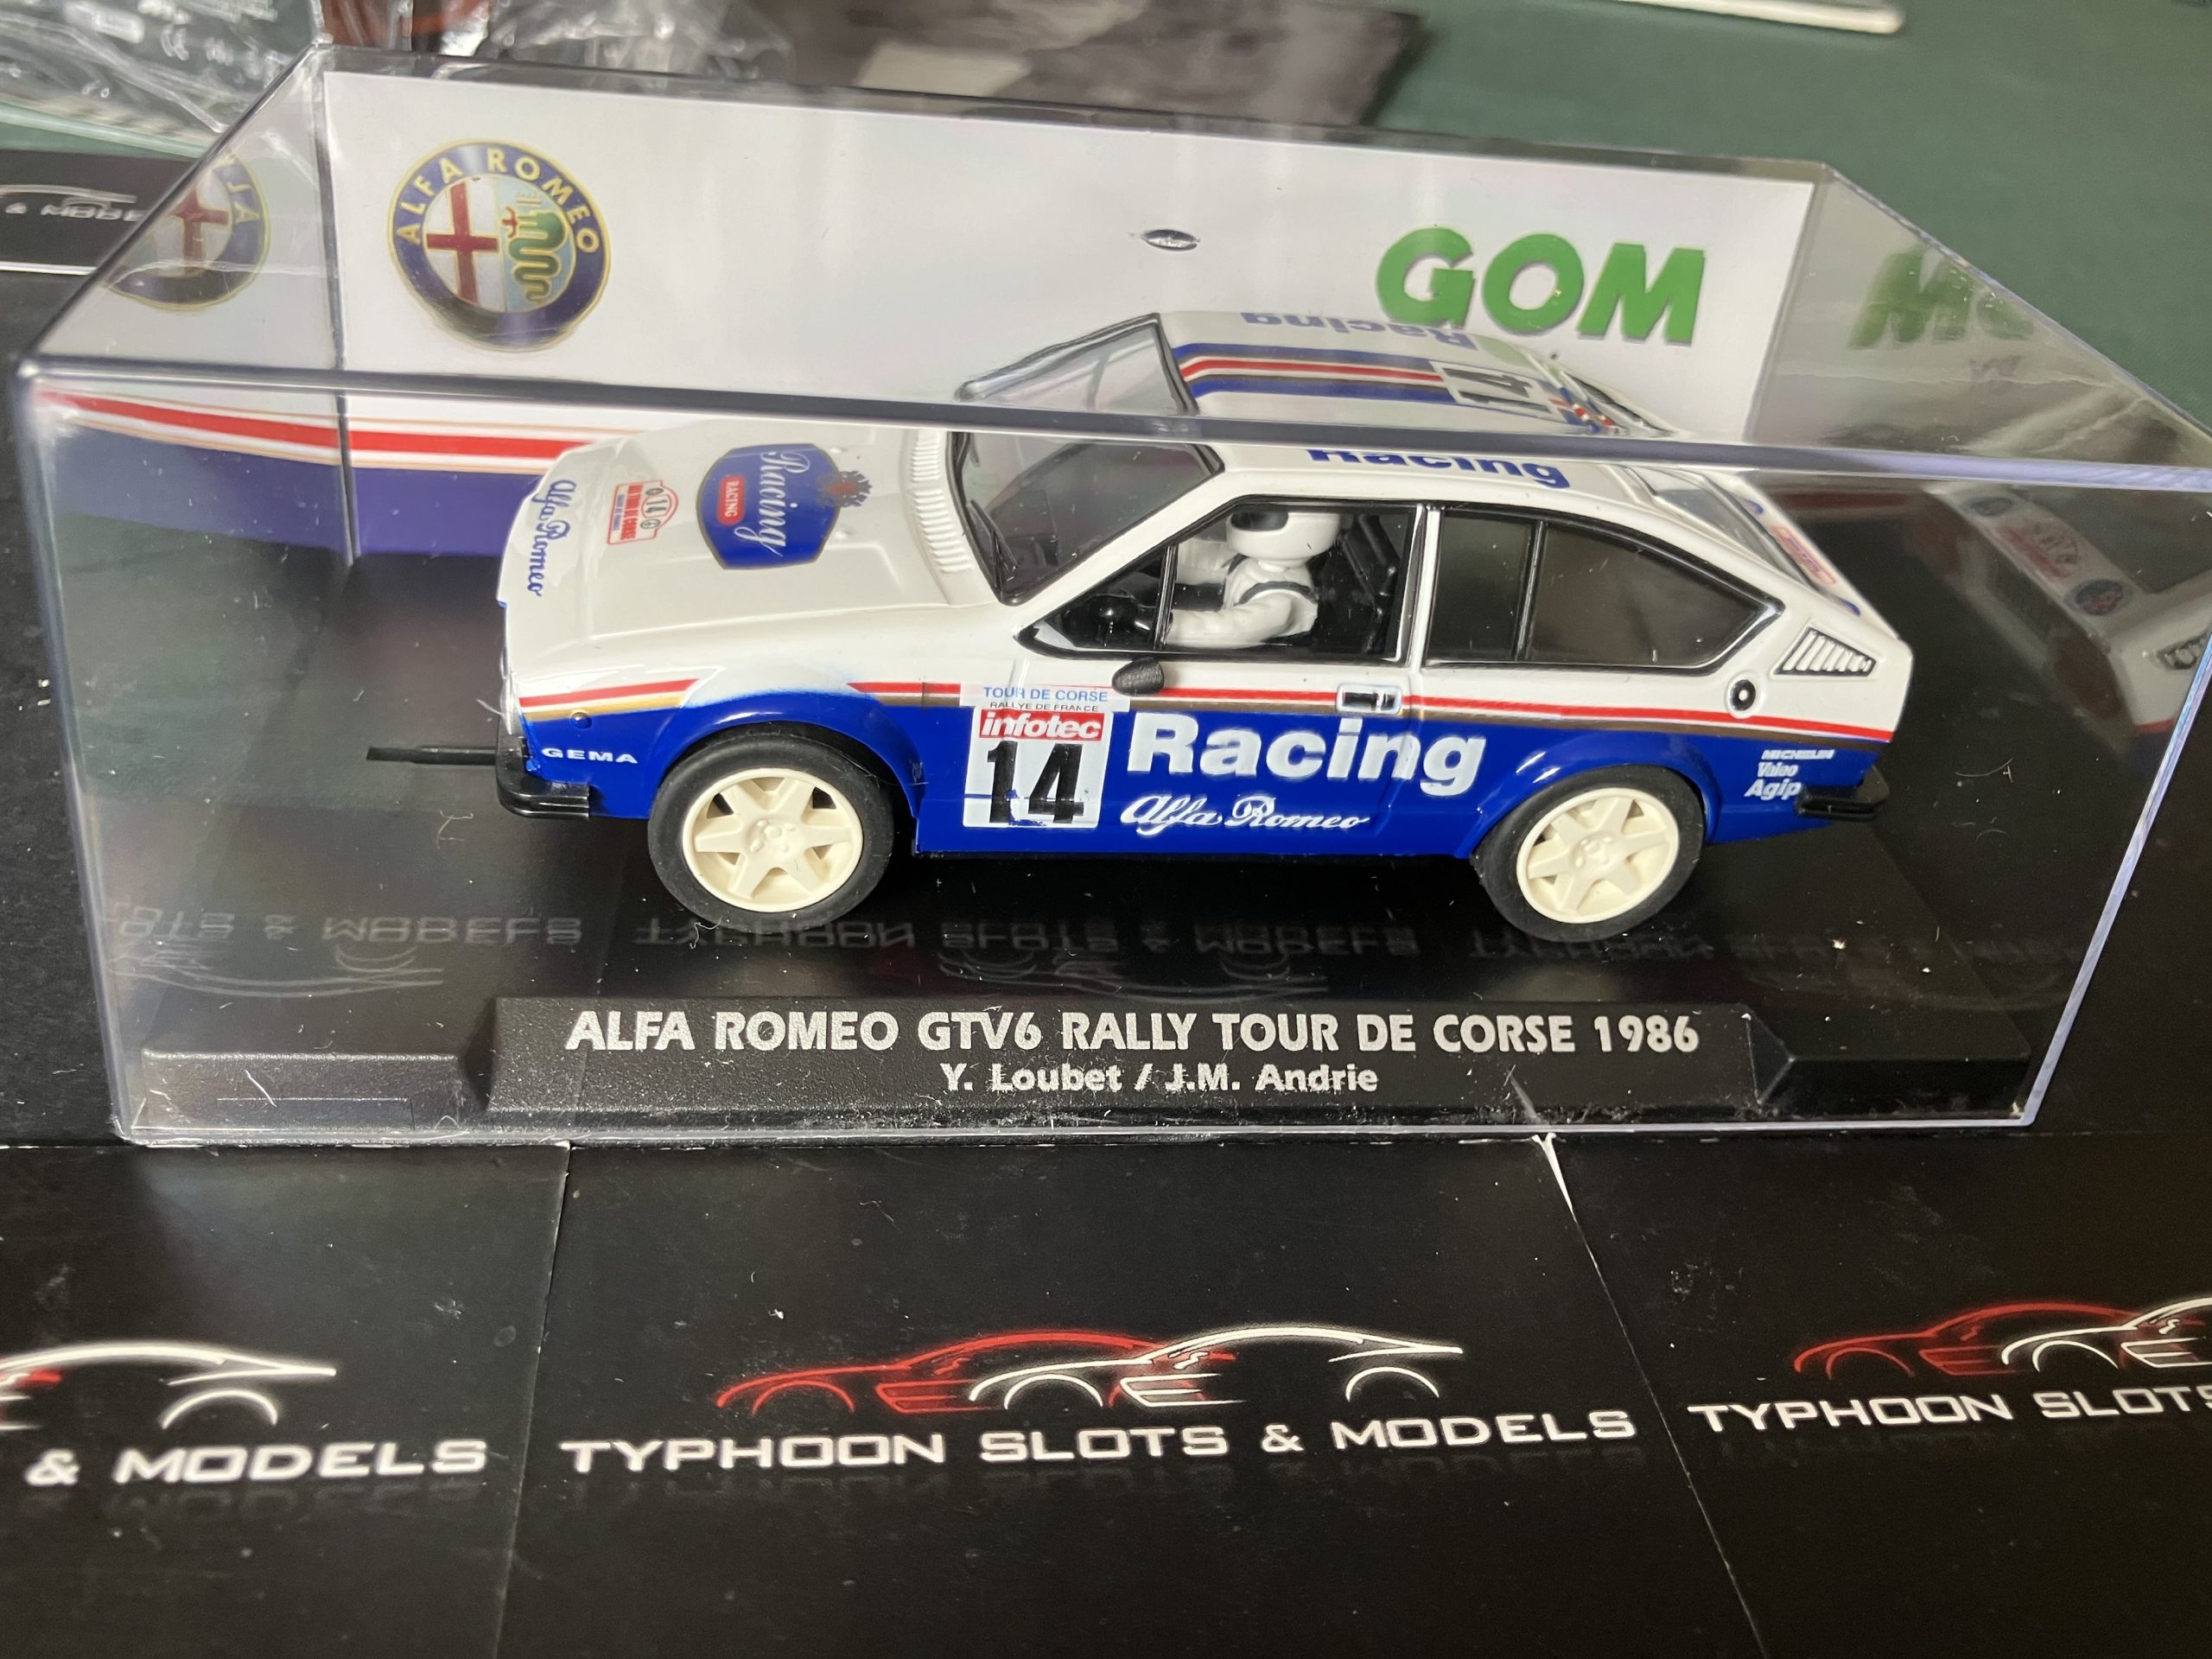 ALFA ROMEO
GOM
Racing
14
Racing
Alfa Romeo
14
Racing
RACING
TOUR DE CORSE
RALLYE DE FRANCE
infotec
14
Racing
Alfa Romeo
GEMA
MICHELIN
Valeo
Agip
ALFA ROMEO GTV6 RALLY TOUR DE CORSE 1986
Y. Loubet / J.M. Andrie
& MODELS
TYPHOON SLOTS & MODELS
TYPHOON SLOTS